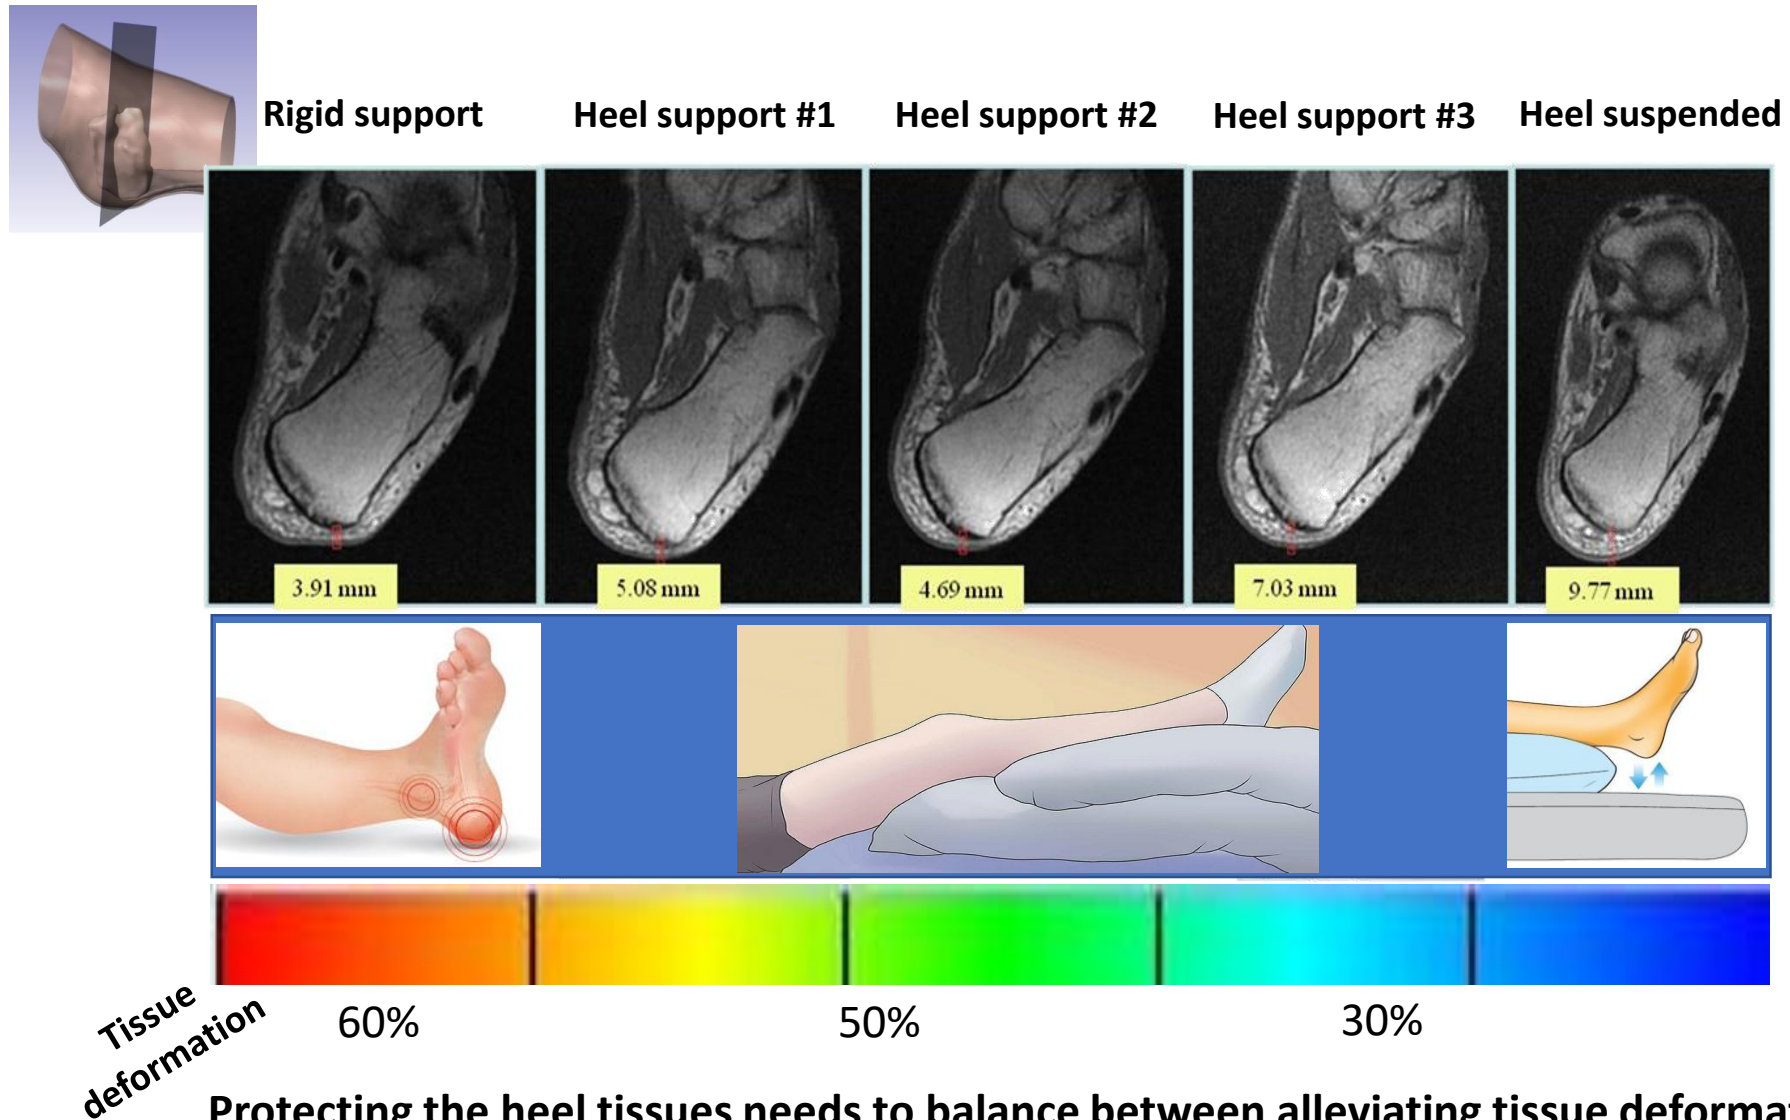 Rigid support
Heel support #1
Heel support #2
Heel support #3
Heel suspended
3.91 mm
5.08 mm
4.69 mm
7.03 mm
9.77 mm
Tissue
deformation
60%
50%
30%
Protecting the heel tissues needs to balance between alleviating tissue